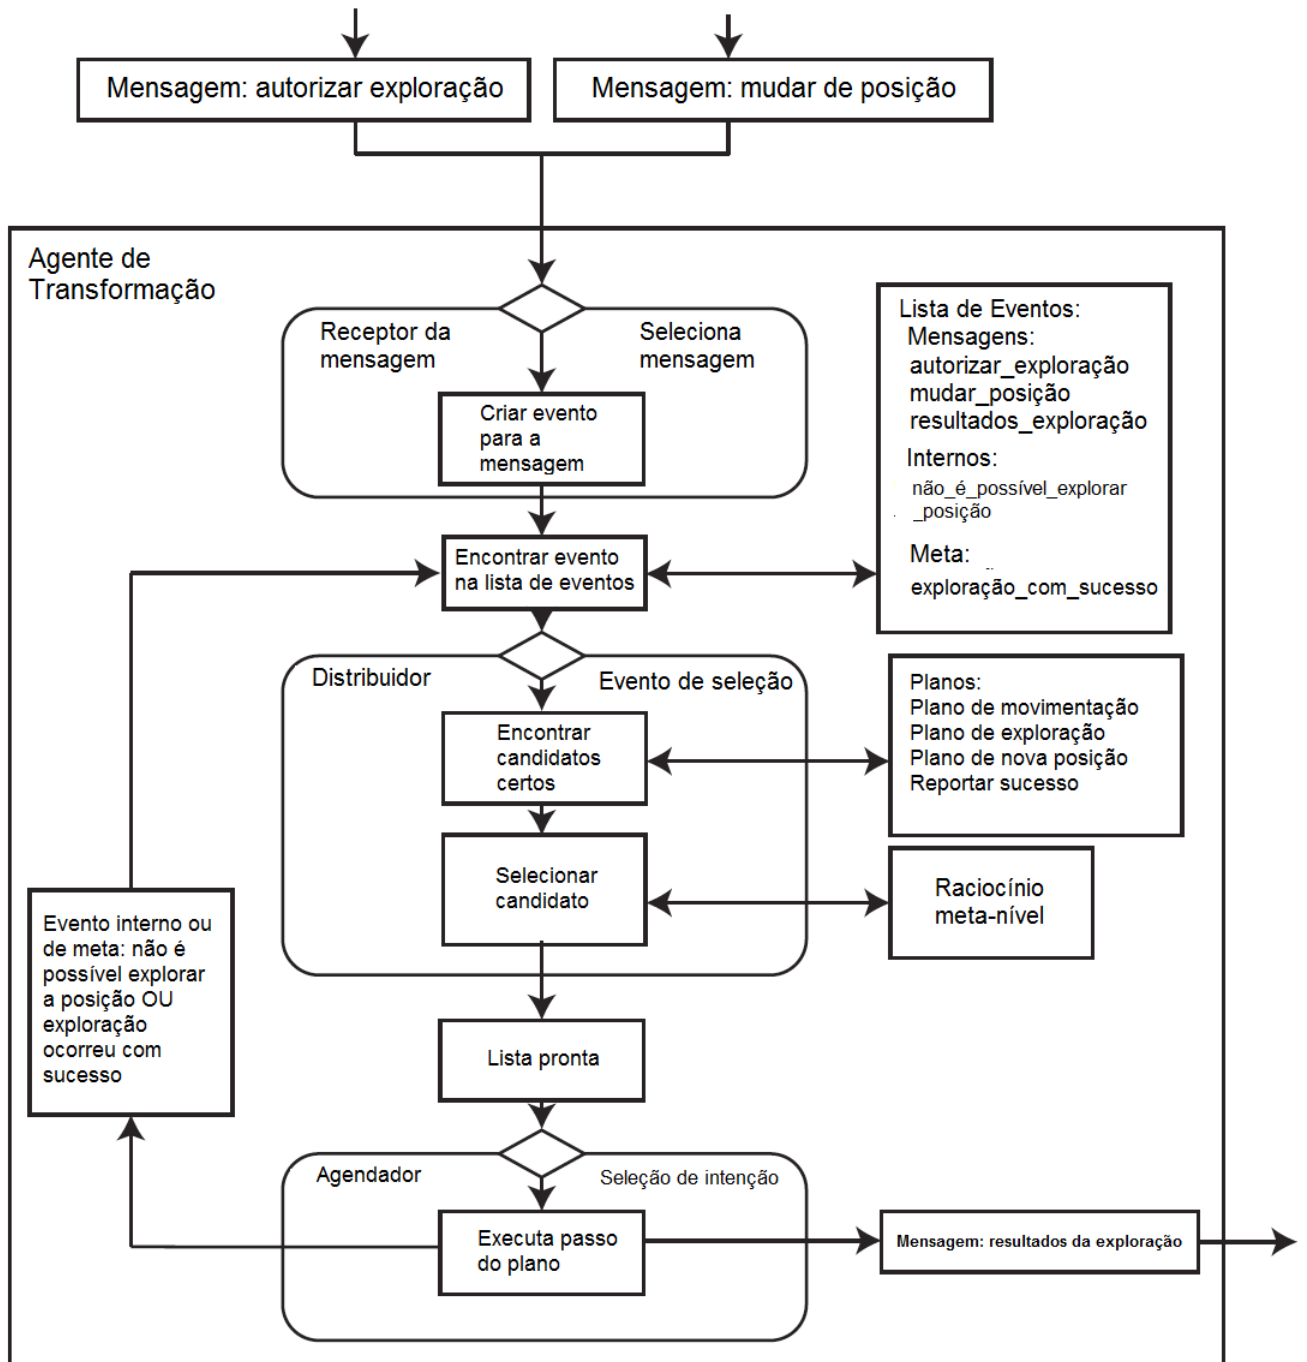 Mensagem: autorizar exploração
Mensagem: mudar de posição
Agente de
Transformação
Receptor da
mensagem
Seleciona
mensagem
Criar evento
para a
mensagem
Lista de Eventos:
Mensagens:
autorizar_exploração
mudar_posição
resultados_exploração
Internos:
não_é_possível_explorar
_posição
Meta:
exploração_com_sucesso
Encontrar evento
na lista de eventos
Distribuidor
Evento de seleção
Encontrar
candidatos
certos
Planos:
Plano de movimentação
Plano de exploração
Plano de nova posição
Reportar sucesso
Selecionar
candidato
Raciocínio
meta-nível
Evento interno ou
de meta: não é
possível explorar
a posição OU
exploração
ocorreu com
sucesso
Lista pronta
Agendador
Seleção de intenção
Executa passo
do plano
Mensagem: resultados da exploração